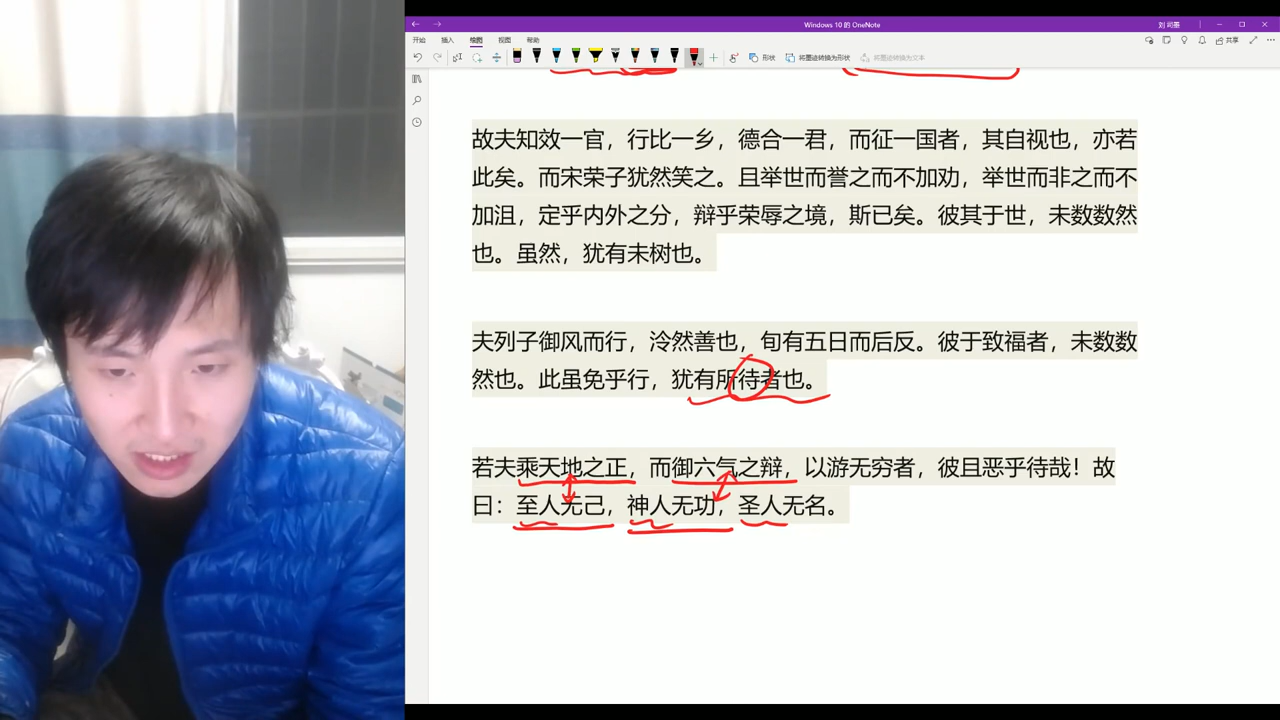 Windows 10 的 OneNote
刘 司墨
开始 插入 绘图 视图 帮助
共享
形状 将墨迹转换为形状 将墨迹转换为文本
故夫知效一官，行比一乡，德合一君，而征一国者，其自视也，亦若
此矣。而宋荣子犹然笑之。且举世而誉之而不加劝，举世而非之而不
加沮，定乎内外之分，辩乎荣辱之境，斯已矣。彼其于世，未数数然
也。虽然，犹有未树也。
夫列子御风而行，泠然善也，旬有五日而后反。彼于致福者，未数数
然也。此虽免乎行，犹有所待者也。
若夫乘天地之正，而御六气之辩，以游无穷者，彼且恶乎待哉！故
曰：至人无己，神人无功，圣人无名。